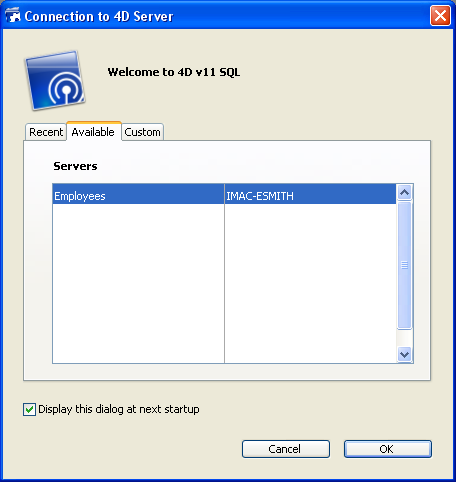 Connection to 4D Server
Welcome to 4D v11 SQL
Recent Available Custom
Servers
Employees IMAC-ESMITH
Display this dialog at next startup
Cancel OK